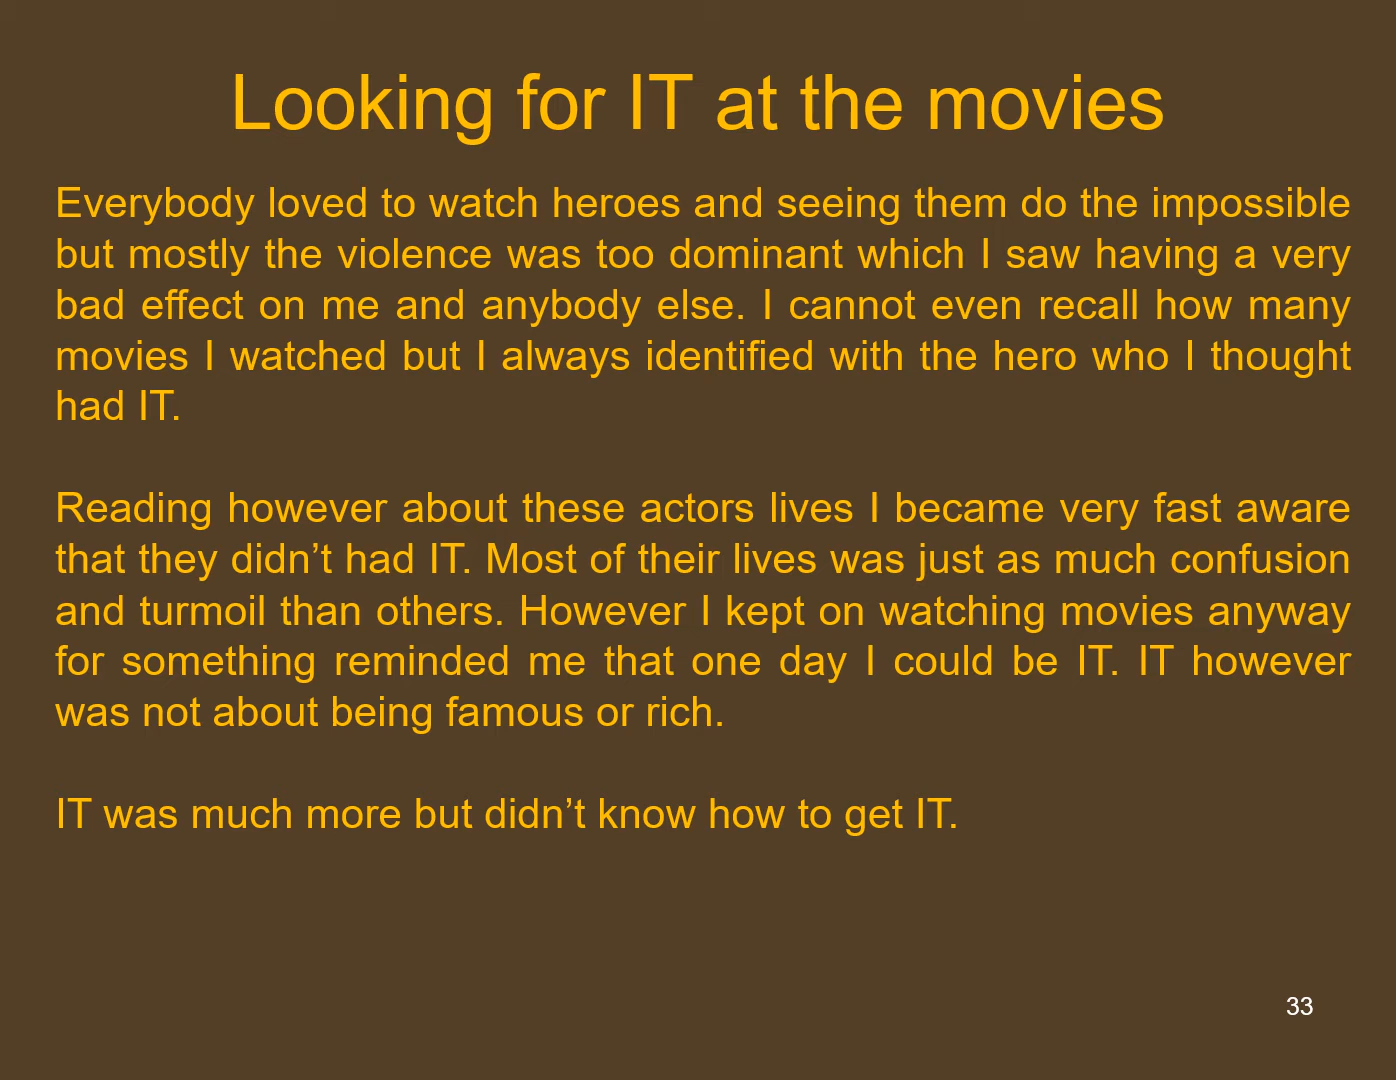 Looking for IT at the movies
Everybody loved to watch heroes and seeing them do the impossible
but mostly the violence was too dominant which I saw having a very
bad effect on me and anybody else. I cannot even recall how many
movies I watched but I always identified with the hero who I thought
had IT.
Reading however about these actors lives I became very fast aware
that they didn’t had IT. Most of their lives was just as much confusion
and turmoil than others. However I kept on watching movies anyway
for something reminded me that one day I could be IT. IT however
was not about being famous or rich.
IT was much more but didn’t know how to get IT.
33